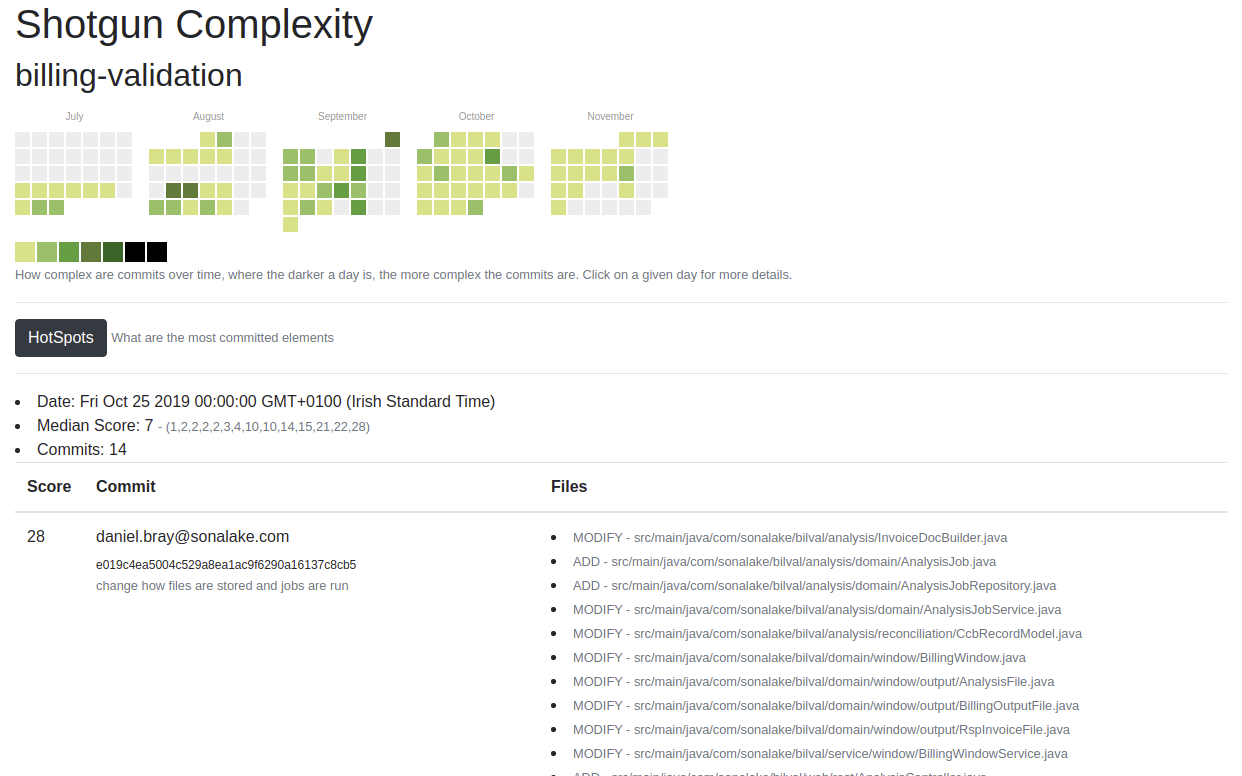 Shotgun Complexity
billing-validation
July August September October November
How complex are commits over time, where the darker a day is, the more complex the commits are. Click on a given day for more details.
HotSpots What are the most committed elements
Date: Fri Oct 25 2019 00:00:00 GMT+0100 (Irish Standard Time)
Median Score: 7 - (1,2,2,2,2,3,4,10,10,14,15,21,22,28)
Commits: 14
Score Commit Files
28 daniel.bray@sonalake.com
e019c4ea5004c529a8ea1ac9f6290a16137c8cb5
change how files are stored and jobs are run
MODIFY - src/main/java/com/sonalake/bilval/analysis/InvoiceDocBuilder.java
ADD - src/main/java/com/sonalake/bilval/analysis/domain/AnalysisJob.java
ADD - src/main/java/com/sonalake/bilval/analysis/domain/AnalysisJobRepository.java
MODIFY - src/main/java/com/sonalake/bilval/analysis/domain/AnalysisJobService.java
MODIFY - src/main/java/com/sonalake/bilval/analysis/reconciliation/CcbRecordModel.java
MODIFY - src/main/java/com/sonalake/bilval/domain/window/BillingWindow.java
MODIFY - src/main/java/com/sonalake/bilval/domain/window/output/AnalysisFile.java
MODIFY - src/main/java/com/sonalake/bilval/domain/window/output/BillingOutputFile.java
MODIFY - src/main/java/com/sonalake/bilval/domain/window/output/RspInvoiceFile.java
MODIFY - src/main/java/com/sonalake/bilval/service/window/BillingWindowService.java